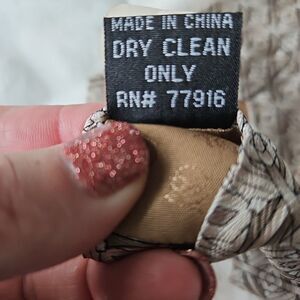 MADE IN CHINA
DRY CLEAN
ONLY
RN# 77916